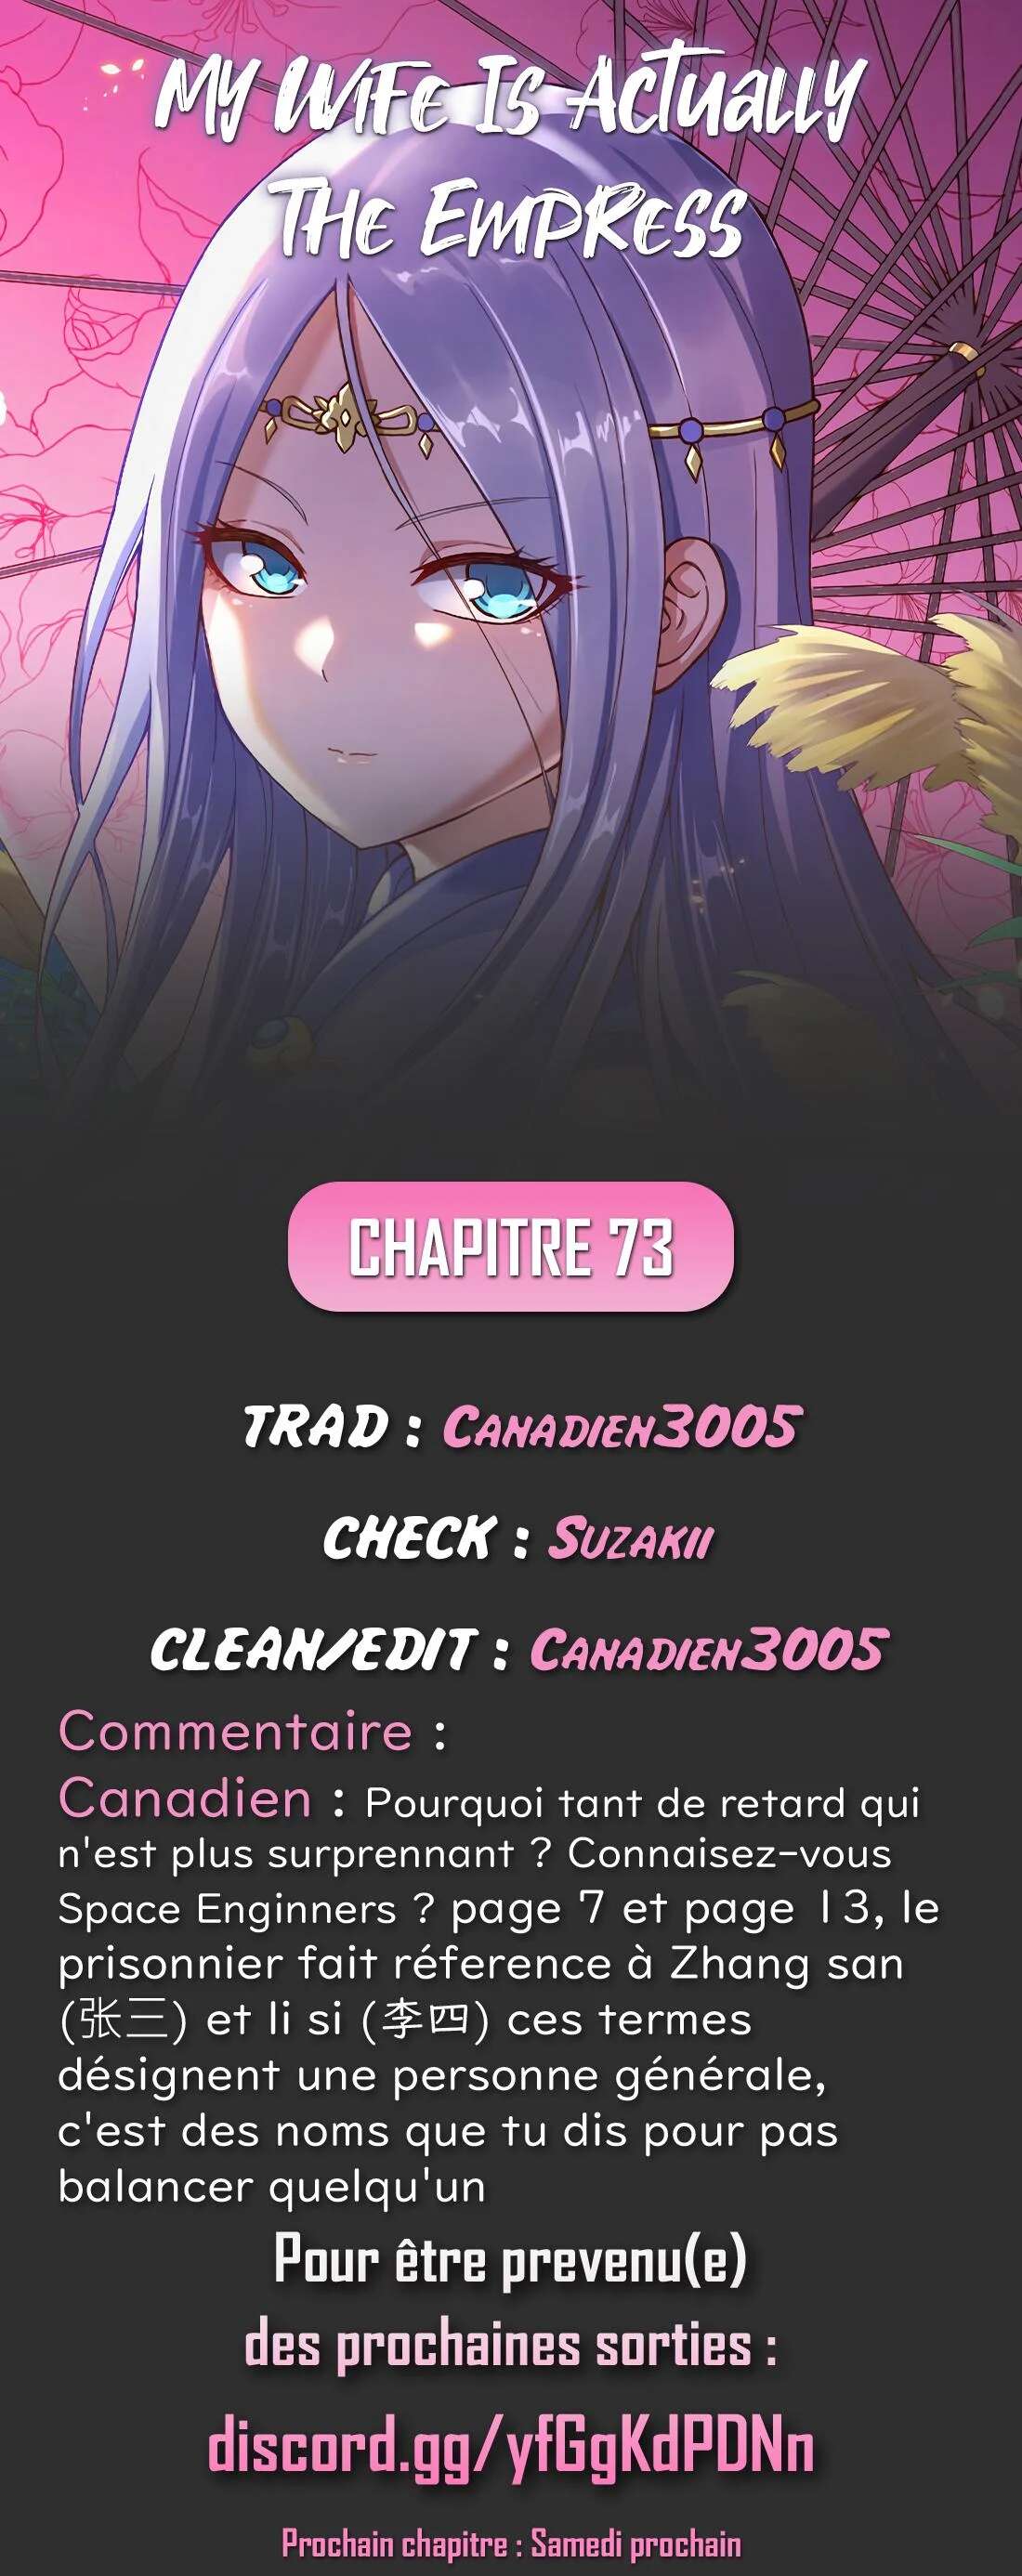 My Wife Is Actually
The Empress
CHAPITRE 73
TRAD : Canadien3005
CHECK : Suzakii
CLEAN/EDIT : Canadien3005
Commentaire :
Canadien : Pourquoi tant de retard qui
n'est plus surprennant ? Connaisez-vous
Space Enginners ? page 7 et page 13, le
prisonnier fait réference à Zhang san
(张三) et li si (李四) ces termes
désignent une personne générale,
c'est des noms que tu dis pour pas
balancer quelqu'un
Pour être prevenu(e)
des prochaines sorties :
discord.gg/yfGgKdPDNn
Prochain chapitre : Samedi prochain